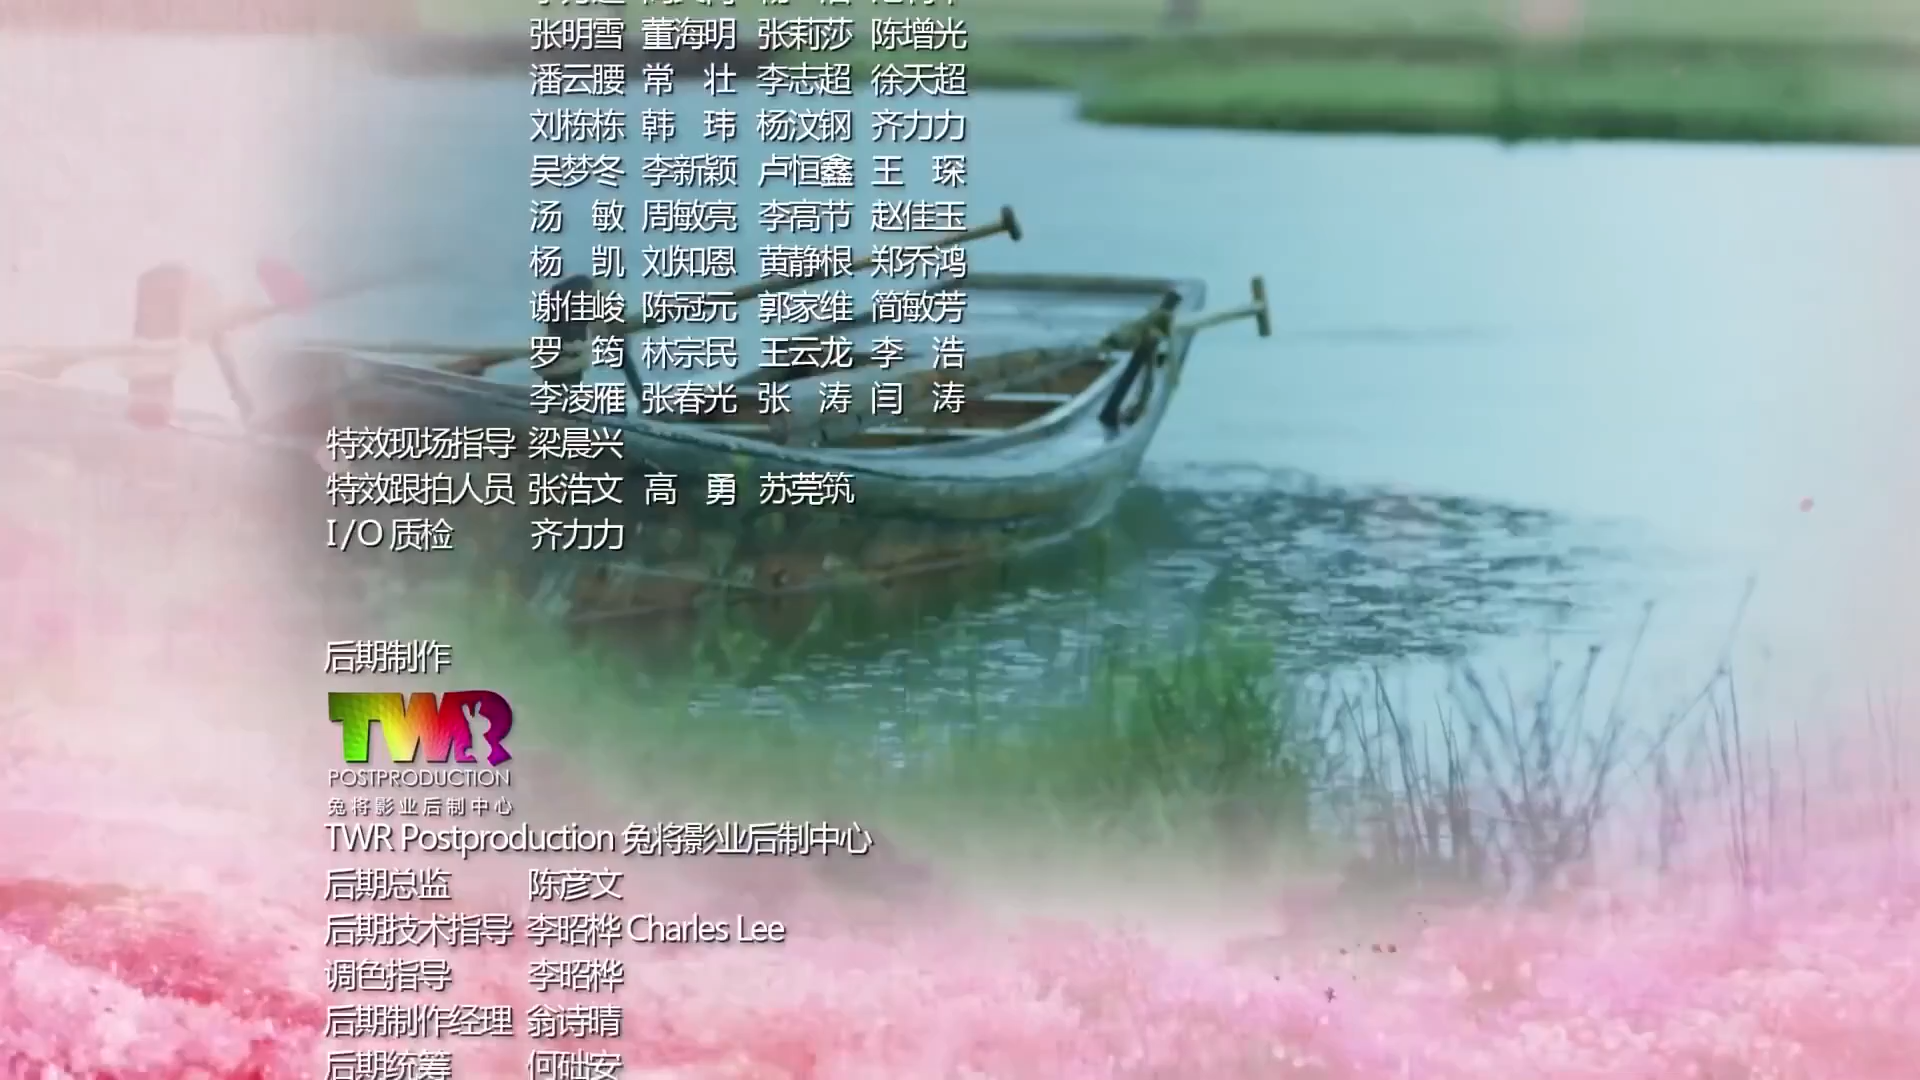 张明雪 董海明 张莉莎 陈增光
潘云腰 常 壮 李志超 徐天超
刘栋栋 韩 玮 杨汶钢 齐力力
吴梦冬 李新颖 卢恒鑫 王 琛
汤 敏 周敏亮 李高节 赵佳玉
杨 凯 刘知恩 黄静根 郑乔鸿
谢佳峻 陈冠元 郭家维 简敏芳
罗 筠 林宗民 王云龙 李 浩
李凌雁 张春光 张 涛 闫 涛
特效现场指导 梁晨兴
特效跟拍人员 张浩文 高 勇 苏莞筑
I/O 质检 齐力力
后期制作
TWR
POSTPRODUCTION
兔将影业后制中心
TWR Postproduction 兔将影业后制中心
后期总监 陈彦文
后期技术指导 李昭桦 Charles Lee
调色指导 李昭桦
后期制作经理 翁诗晴
后期统筹 何础安